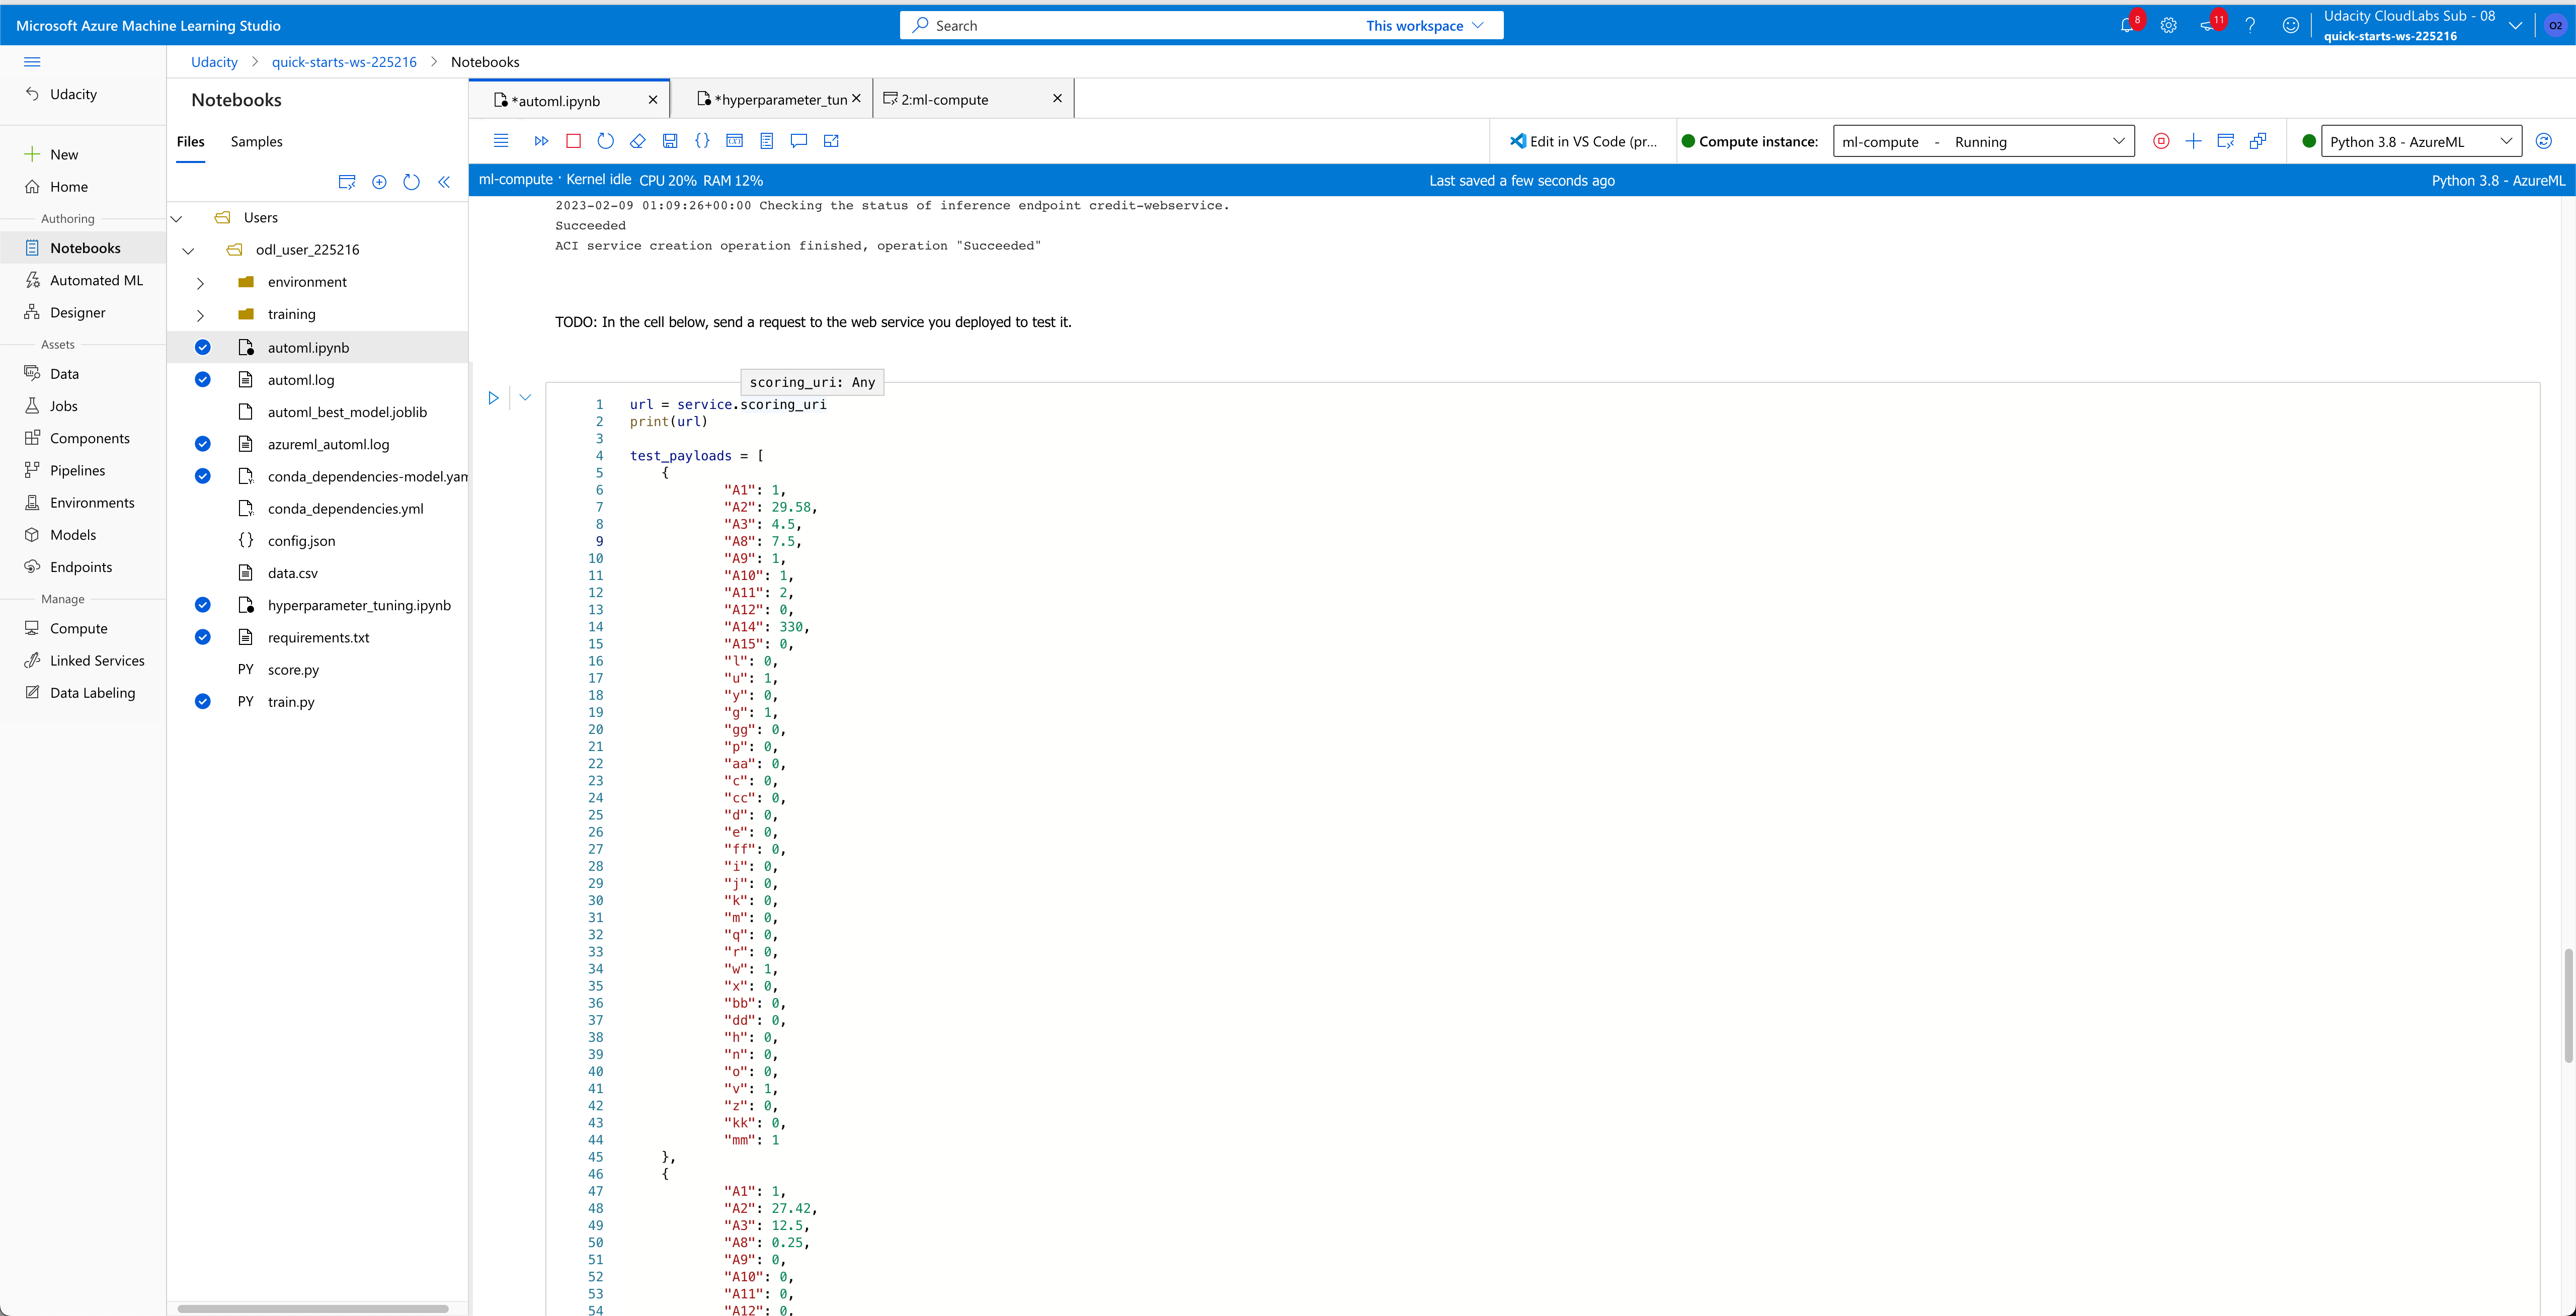 Microsoft Azure Machine Learning Studio
Search
This workspace
8
11
?
Udacity CloudLabs Sub - 08
quick-starts-ws-225216
O2
Udacity
New
Home
Authoring
Notebooks
Automated ML
Designer
Assets
Data
Jobs
Components
Pipelines
Environments
Models
Endpoints
Manage
Compute
Linked Services
Data Labeling
Udacity > quick-starts-ws-225216 > Notebooks
Notebooks
Files
Samples
Users
odl_user_225216
environment
training
automl.ipynb
automl.log
automl_best_model.joblib
azureml_automl.log
conda_dependencies-model.yam
conda_dependencies.yml
{} config.json
data.csv
hyperparameter_tuning.ipynb
requirements.txt
PY score.py
PY train.py
*automl.ipynb
*hyperparameter_tun
2:ml-compute
Edit in VS Code (pr...
Compute instance:
ml-compute - Running
Python 3.8 - AzureML
ml-compute · Kernel idle CPU 20% RAM 12%
Last saved a few seconds ago
Python 3.8 - AzureML
2023-02-09 01:09:26+00:00 Checking the status of inference endpoint credit-webservice.
Succeeded
ACI service creation operation finished, operation "Succeeded"
TODO: In the cell below, send a request to the web service you deployed to test it.
scoring_uri: Any
1 url = service.scoring_uri
2 print(url)
3
4 test_payloads = [
5 {
6 "A1": 1,
7 "A2": 29.58,
8 "A3": 4.5,
9 "A8": 7.5,
10 "A9": 1,
11 "A10": 1,
12 "A11": 2,
13 "A12": 0,
14 "A14": 330,
15 "A15": 0,
16 "l": 0,
17 "u": 1,
18 "y": 0,
19 "g": 1,
20 "gg": 0,
21 "p": 0,
22 "aa": 0,
23 "c": 0,
24 "cc": 0,
25 "d": 0,
26 "e": 0,
27 "ff": 0,
28 "i": 0,
29 "j": 0,
30 "k": 0,
31 "m": 0,
32 "q": 0,
33 "r": 0,
34 "w": 1,
35 "x": 0,
36 "bb": 0,
37 "dd": 0,
38 "h": 0,
39 "n": 0,
40 "o": 0,
41 "v": 1,
42 "z": 0,
43 "kk": 0,
44 "mm": 1
45 },
46 {
47 "A1": 1,
48 "A2": 27.42,
49 "A3": 12.5,
50 "A8": 0.25,
51 "A9": 0,
52 "A10": 0,
53 "A11": 0,
54 "A12": 0,